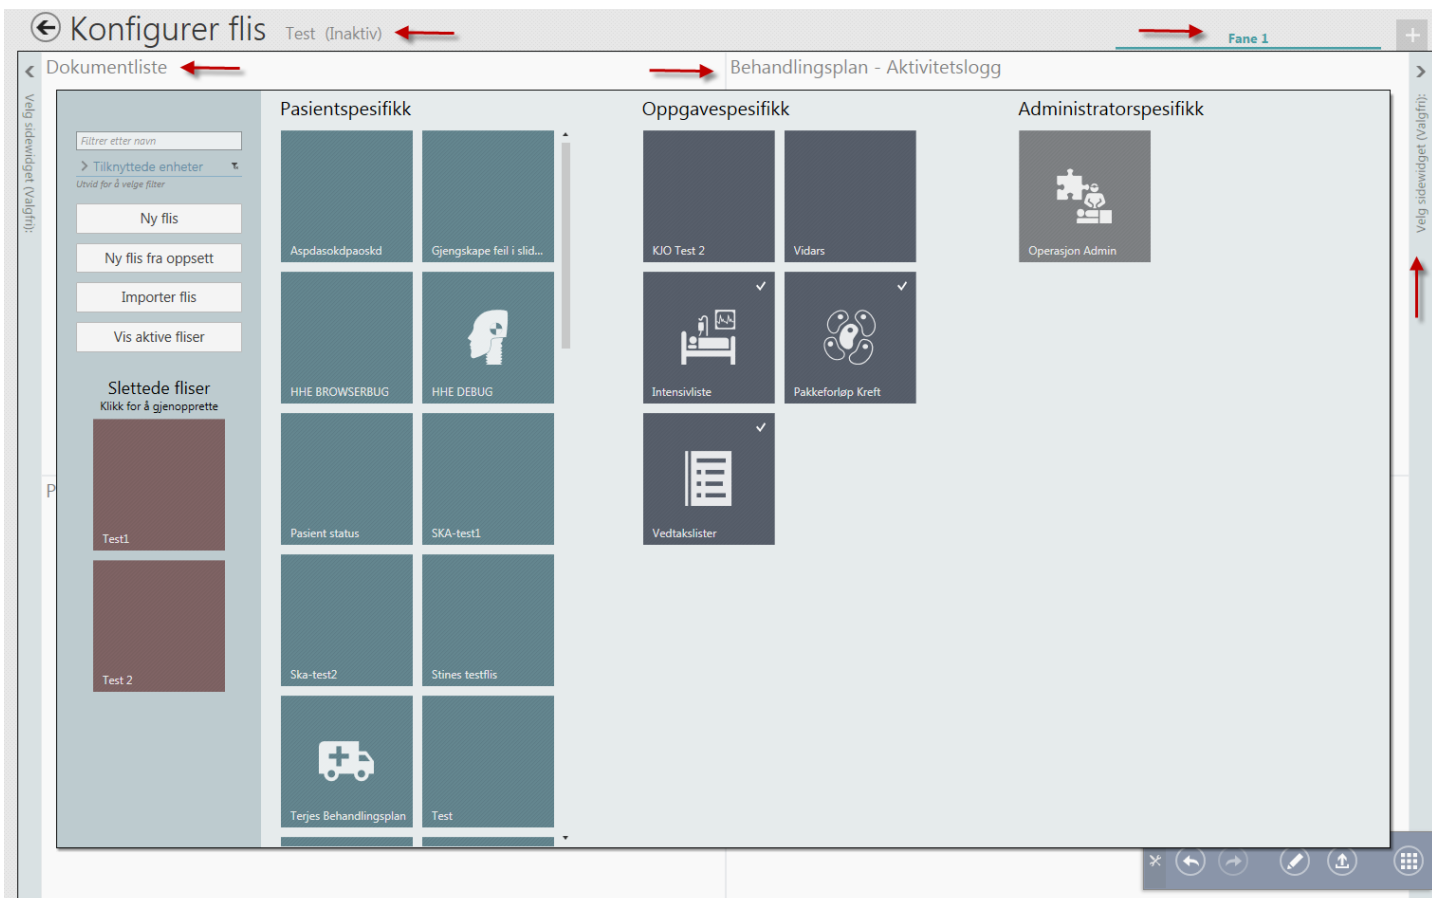 Konfigurer flis Test (Inaktiv)
Fane 1
Dokumentliste
Behandlingsplan - Aktivitetslogg
Velg sidewidget (Valgfri):
Velg sidewidget (Valgfri):
Filtrer etter navn
Tilknyttede enheter
Utvid for å velge filter
Ny flis
Ny flis fra oppsett
Importer flis
Vis aktive fliser
Slettede fliser
Klikk for å gjenopprette
Test1
Test 2
Pasientspesifikk
Aspdasokdpaoskd
Gjengskape feil i slid...
HHE BROWSERBUG
HHE DEBUG
Pasient status
SKA-test1
Ska-test2
Stines testflis
Terjes Behandlingsplan
Test
Oppgavespesifikk
KJO Test 2
Vidars
Intensivliste
Pakkeforløp Kreft
Vedtakslister
Administratorspesifikk
Operasjon Admin
P